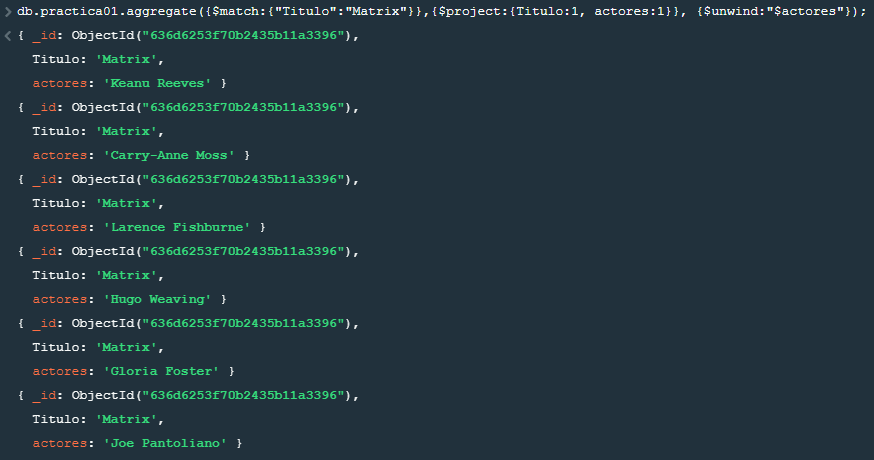 > db.practica01.aggregate({$match:{"Titulo":"Matrix"}},{$project:{Titulo:1, actores:1}}, {$unwind:"$actores"});
< { _id: ObjectId("636d6253f70b2435b11a3396"),
Titulo: 'Matrix',
actores: 'Keanu Reeves' }
{ _id: ObjectId("636d6253f70b2435b11a3396"),
Titulo: 'Matrix',
actores: 'Carry-Anne Moss' }
{ _id: ObjectId("636d6253f70b2435b11a3396"),
Titulo: 'Matrix',
actores: 'Larence Fishburne' }
{ _id: ObjectId("636d6253f70b2435b11a3396"),
Titulo: 'Matrix',
actores: 'Hugo Weaving' }
{ _id: ObjectId("636d6253f70b2435b11a3396"),
Titulo: 'Matrix',
actores: 'Gloria Foster' }
{ _id: ObjectId("636d6253f70b2435b11a3396"),
Titulo: 'Matrix',
actores: 'Joe Pantoliano' }